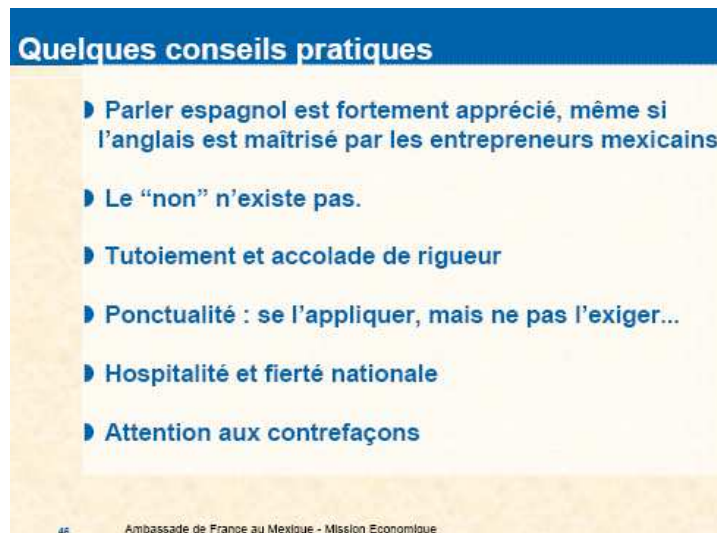 Quelques conseils pratiques
Parler espagnol est fortement apprécié, même si
l'anglais est maîtrisé par les entrepreneurs mexicains
Le “non” n'existe pas.
Tutoiement et accolade de rigueur
Ponctualité : se l'appliquer, mais ne pas l'exiger...
Hospitalité et fierté nationale
Attention aux contrefaçons
46 Ambassade de France au Mexique - Mission Economique